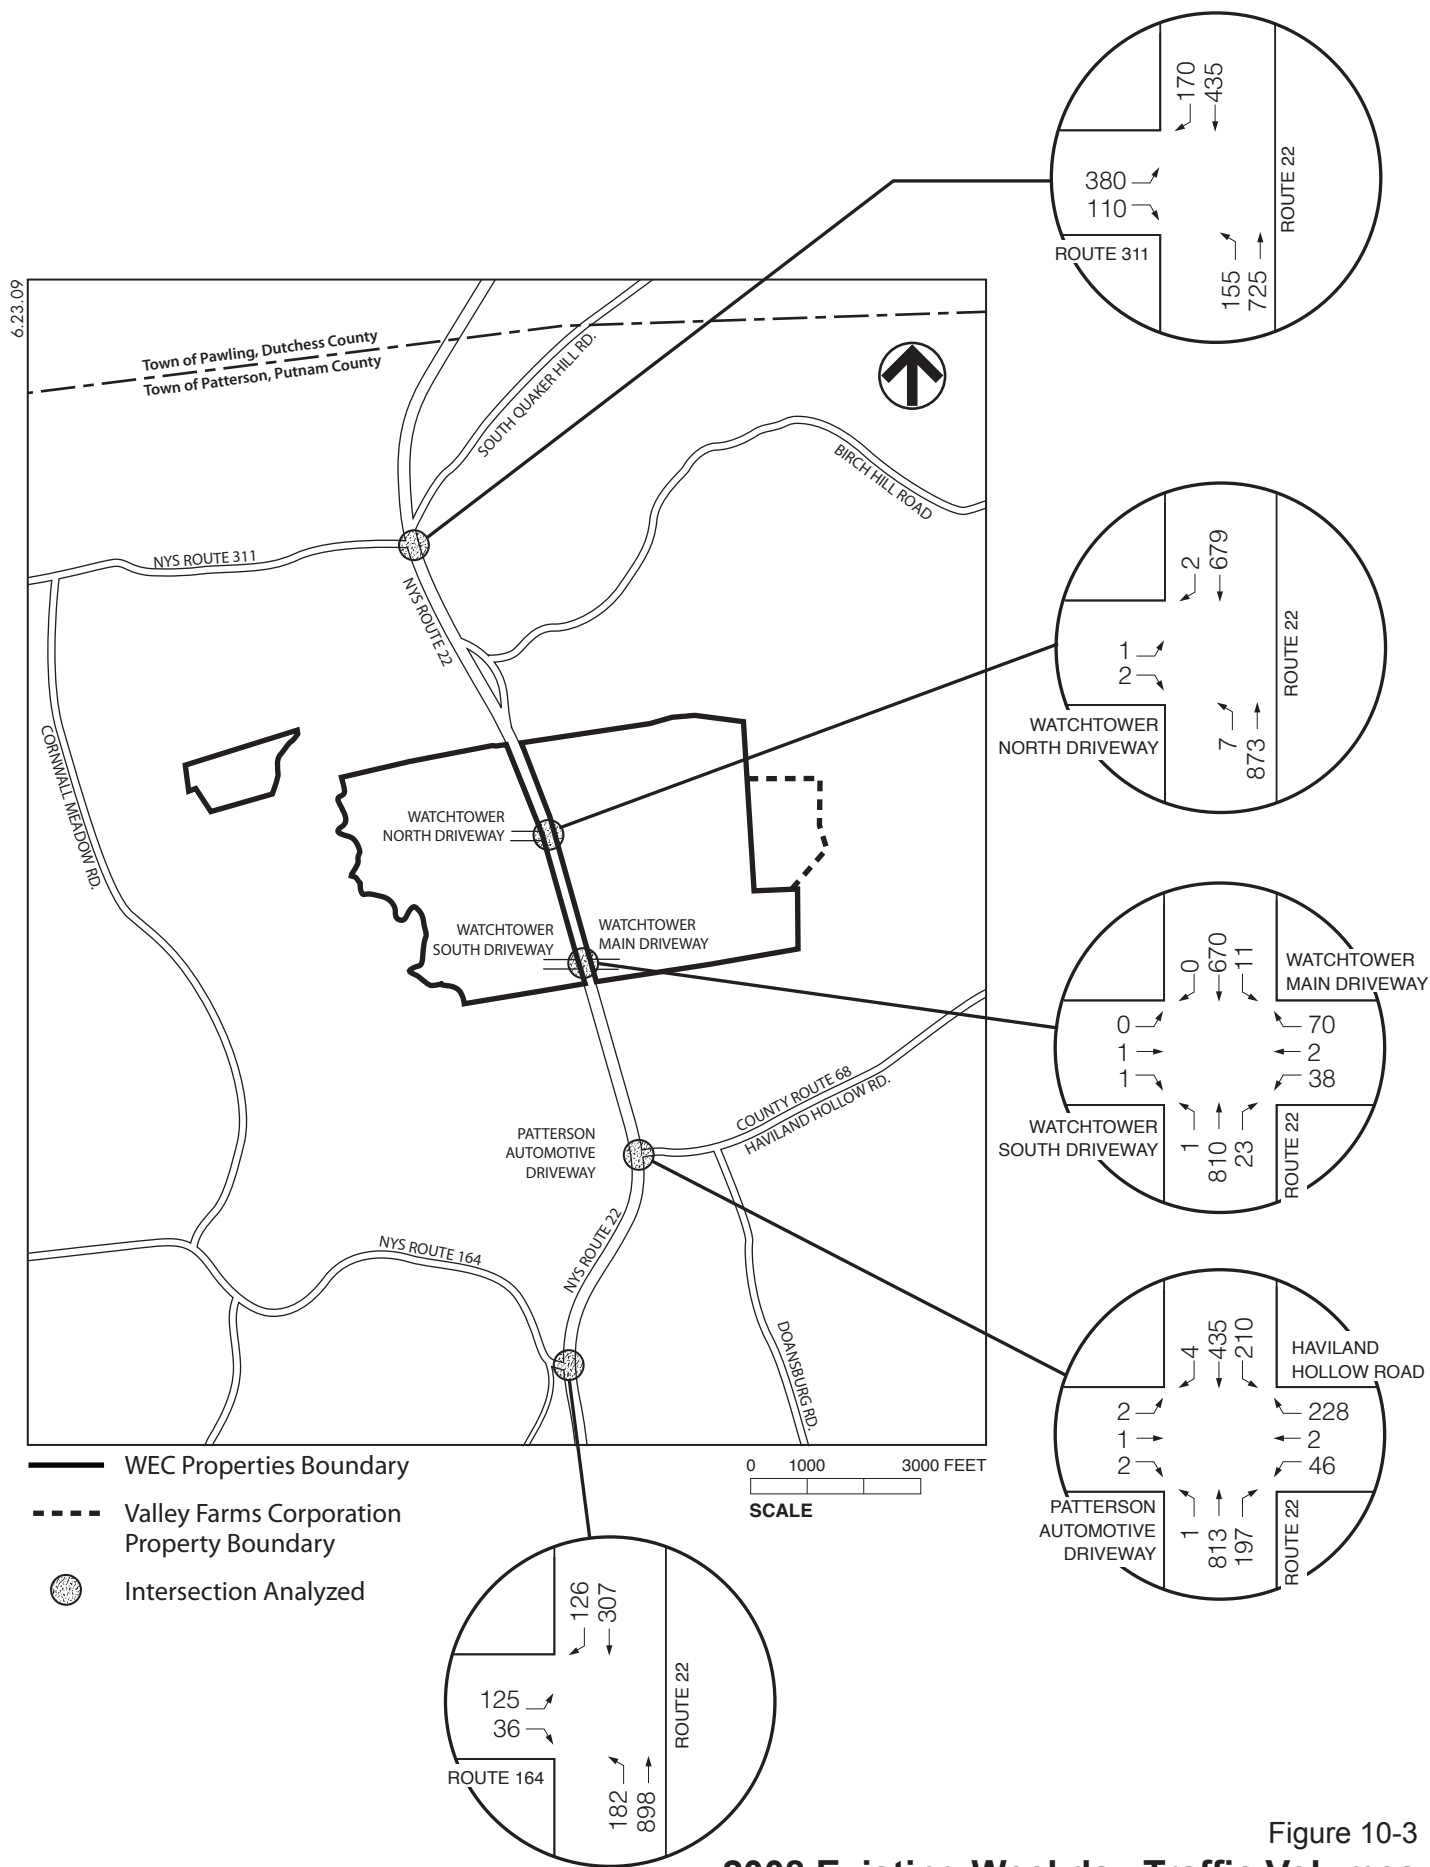 170
435
380
110
ROUTE 311
155
725
ROUTE 22
6.23.09
Town of Pawling, Dutchess County
Town of Patterson, Putnam County
SOUTH QUAKER HILL RD.
BIRCH HILL ROAD
NYS ROUTE 311
NYS ROUTE 22
CORNWALL MEADOW RD.
2
679
1
2
WATCHTOWER
NORTH DRIVEWAY
7
873
ROUTE 22
WATCHTOWER
NORTH DRIVEWAY
WATCHTOWER
SOUTH DRIVEWAY
WATCHTOWER
MAIN DRIVEWAY
0
670
11
WATCHTOWER
MAIN DRIVEWAY
0
1
1
70
2
38
WATCHTOWER
SOUTH DRIVEWAY
1
810
23
ROUTE 22
COUNTY ROUTE 68
HAVILAND HOLLOW RD.
PATTERSON
AUTOMOTIVE
DRIVEWAY
NYS ROUTE 22
NYS ROUTE 164
DOANSBURG RD.
4
435
210
HAVILAND
HOLLOW ROAD
2
1
2
228
2
46
PATTERSON
AUTOMOTIVE
DRIVEWAY
1
813
197
ROUTE 22
WEC Properties Boundary
Valley Farms Corporation
Property Boundary
Intersection Analyzed
0 1000 3000 FEET
SCALE
126
307
125
36
ROUTE 164
182
898
ROUTE 22
Figure 10-3
2008 Existing Weekday Traffic Volumes